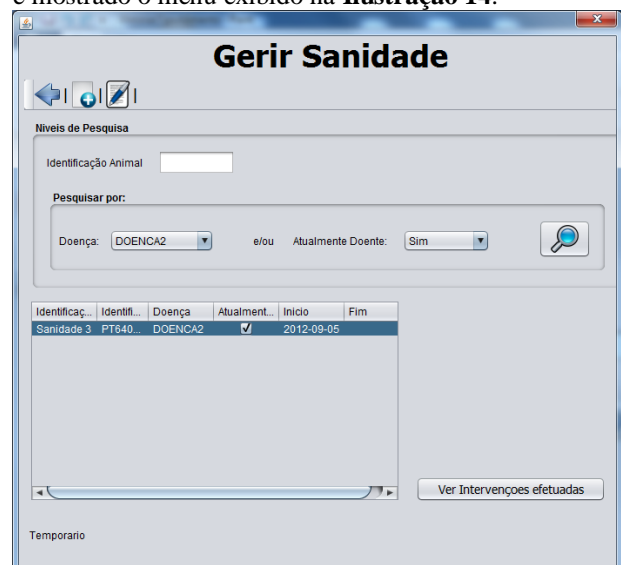 e mostrado o menu exibido na Ilustração 14.
Gerir Sanidade
Niveis de Pesquisa
Identificação Animal
Pesquisar por:
Doença: DOENCA2 e/ou Atualmente Doente: Sim
Identificaç... Identifi... Doença Atualment... Inicio Fim
Sanidade 3 PT640... DOENCA2 2012-09-05
Ver Intervençoes efetuadas
Temporario